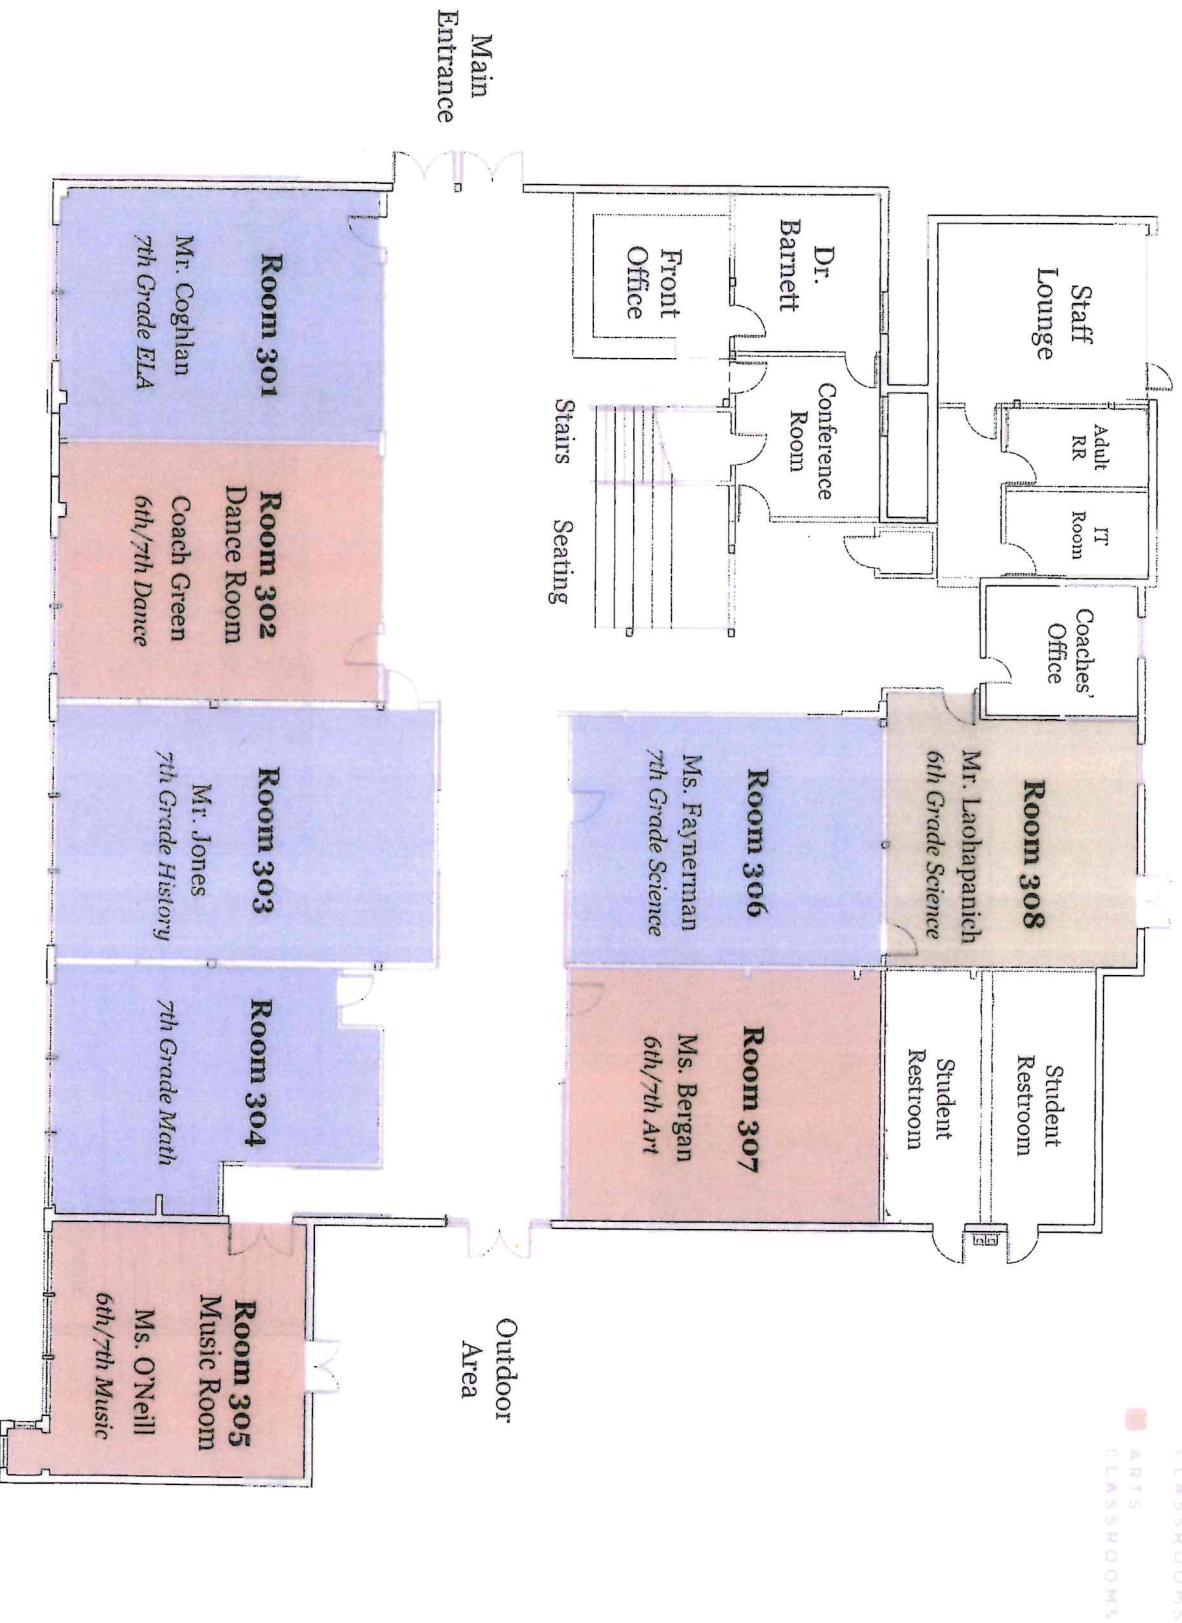 Main
Entrance
Staff
Lounge
Adult
RR
IT
Room
Coaches'
Office
Dr.
Barnett
Conference
Room
Front
Office
Stairs
Seating
Room 308
Mr. Laohapanich
6th Grade Science
Student
Restroom
Student
Restroom
Room 306
Ms. Faynerman
7th Grade Science
Room 307
Ms. Bergan
6th/7th Art
Outdoor
Area
Room 301
Mr. Coghlan
7th Grade ELA
Room 302
Dance Room
Coach Green
6th/7th Dance
Room 303
Mr. Jones
7th Grade History
Room 304
7th Grade Math
Room 305
Music Room
Ms. O'Neill
6th/7th Music
CLASSROOMS
ARTS
CLASSROOMS